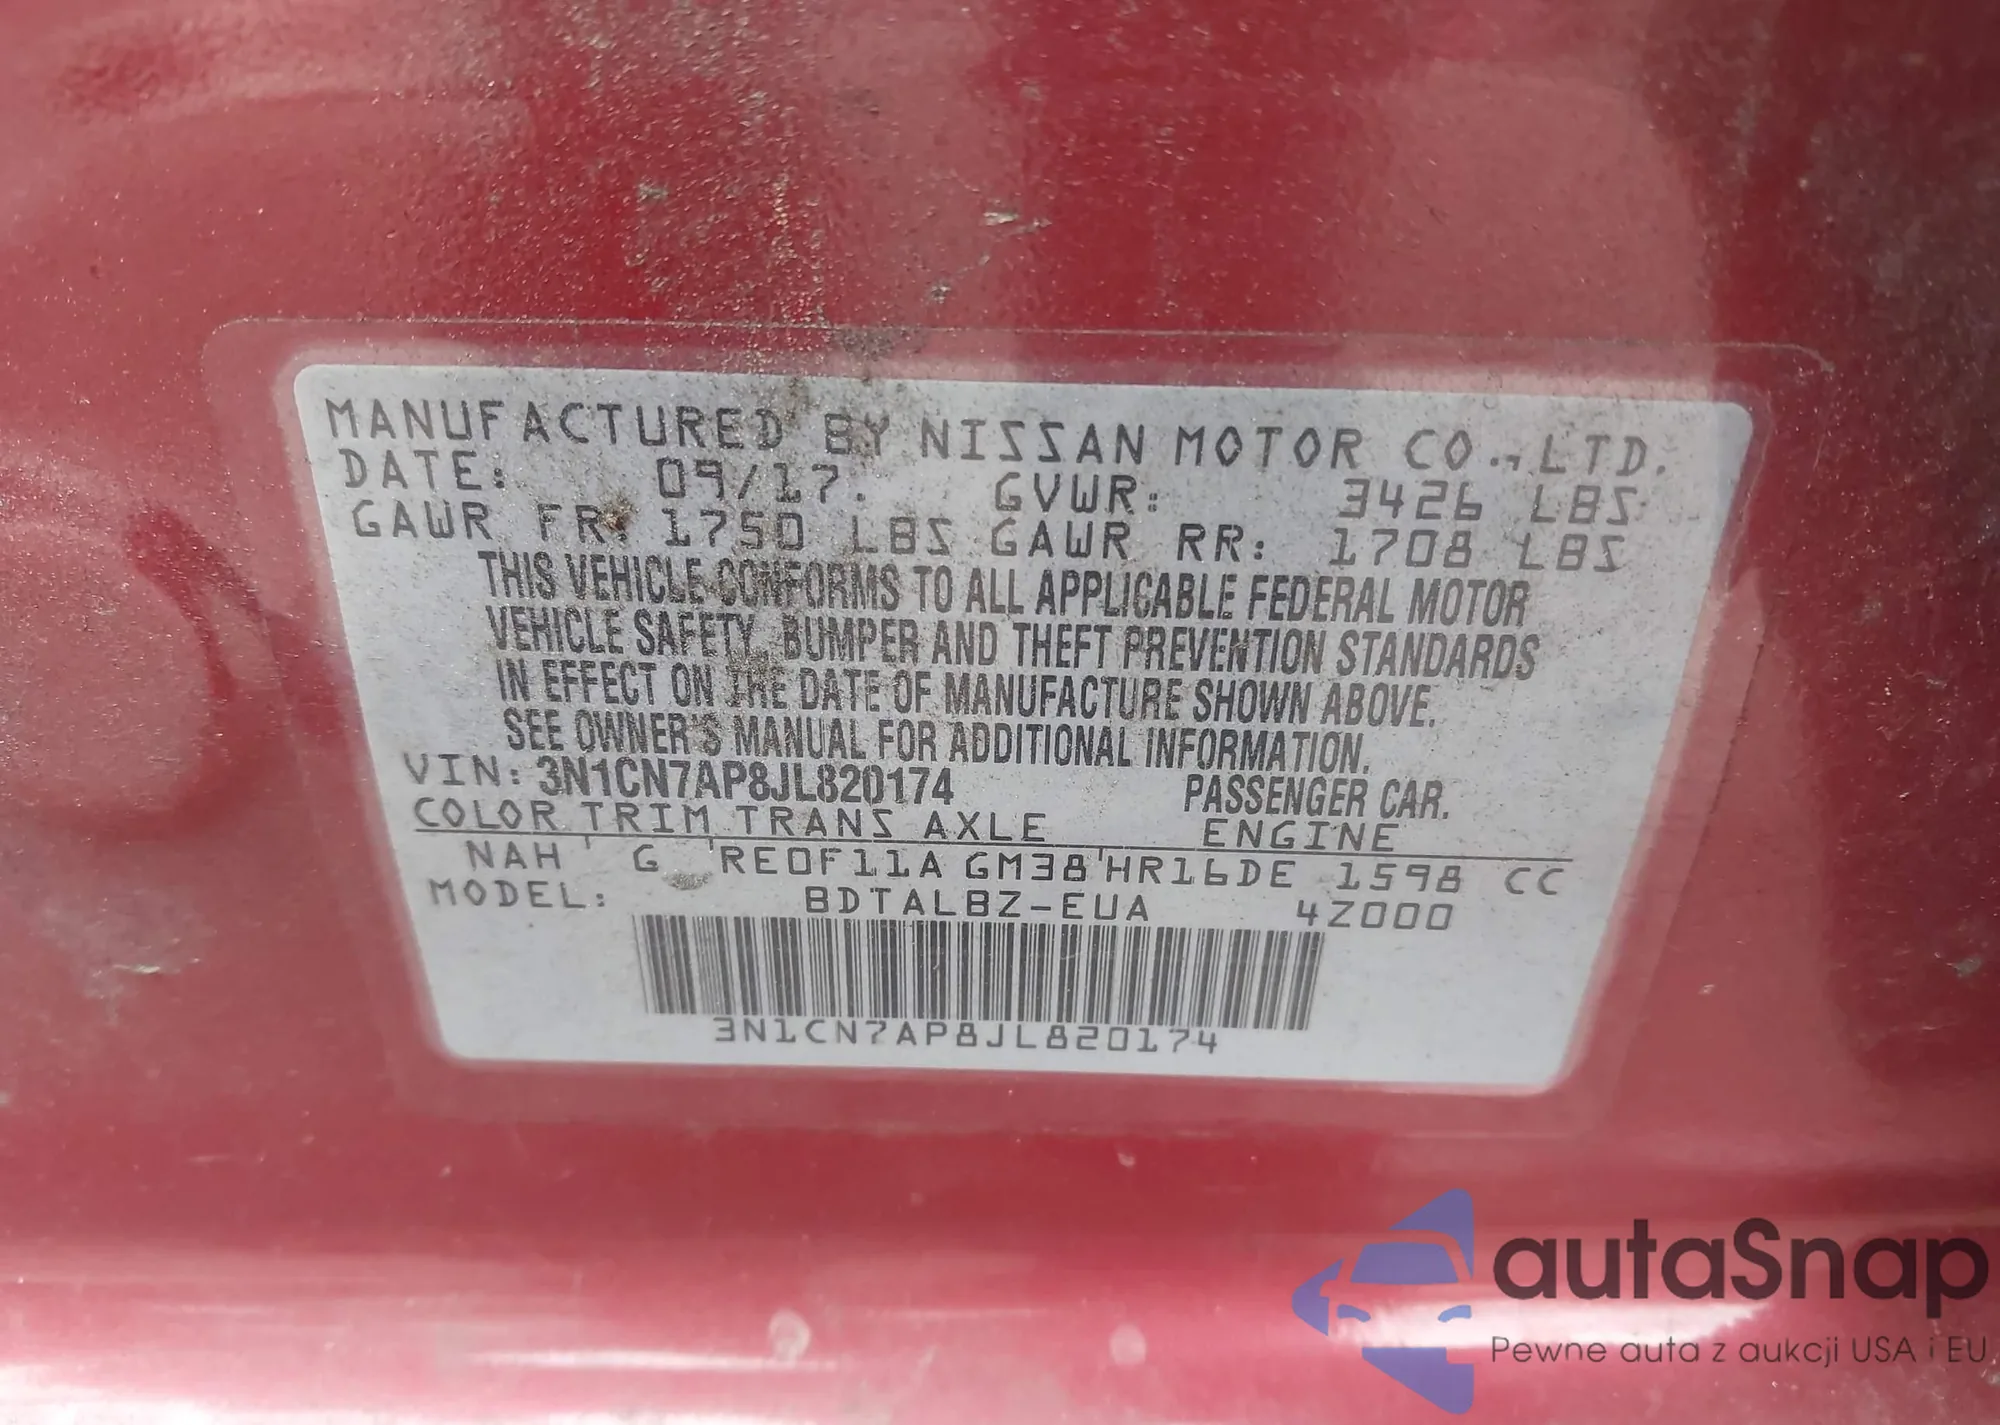 MANUFACTURED BY NISSAN MOTOR CO., LTD.
DATE: 09/17. GVWR: 3426 LBS
GAWR FR: 1750 LBS GAWR RR: 1708 LBS
THIS VEHICLE CONFORMS TO ALL APPLICABLE FEDERAL MOTOR
VEHICLE SAFETY, BUMPER AND THEFT PREVENTION STANDARDS
IN EFFECT ON THE DATE OF MANUFACTURE SHOWN ABOVE.
SEE OWNER'S MANUAL FOR ADDITIONAL INFORMATION.
VIN: 3N1CN7AP8JL820174 PASSENGER CAR.
COLOR TRIM TRANS AXLE ENGINE
NAH ' G 'RE0F11A GM38'HR16DE 1598 CC
MODEL: BDTALBZ-EUA 4Z000
3N1CN7AP8JL820174
autaSnap
Pewne auta z aukcji USA i EU